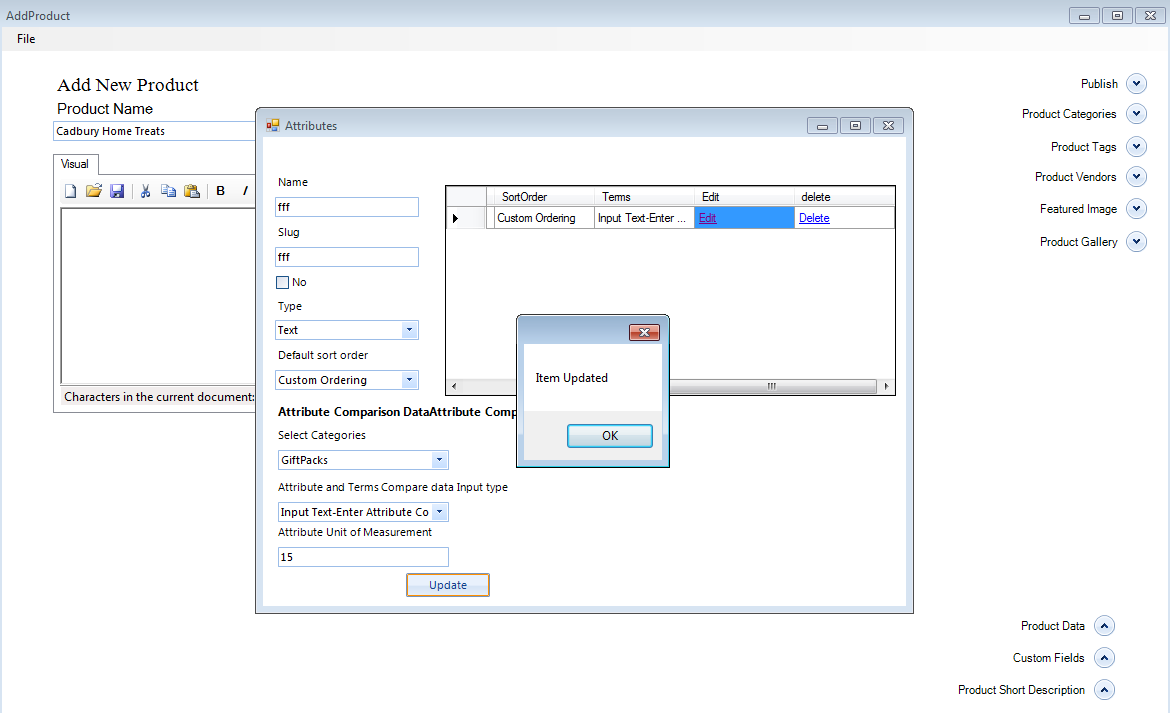 AddProduct
File
Add New Product
Product Name
Cadbury Home Treats
Visual
B I
Characters in the current document:
Attributes
Name
fff
Slug
fff
No
Type
Text
Default sort order
Custom Ordering
Attribute Comparison DataAttribute Comp
Select Categories
GiftPacks
Attribute and Terms Compare data Input type
Input Text-Enter Attribute Co
Attribute Unit of Measurement
15
Update
SortOrder Terms Edit delete
Custom Ordering Input Text-Enter ... Edit Delete
Item Updated
OK
Publish
Product Categories
Product Tags
Product Vendors
Featured Image
Product Gallery
Product Data
Custom Fields
Product Short Description